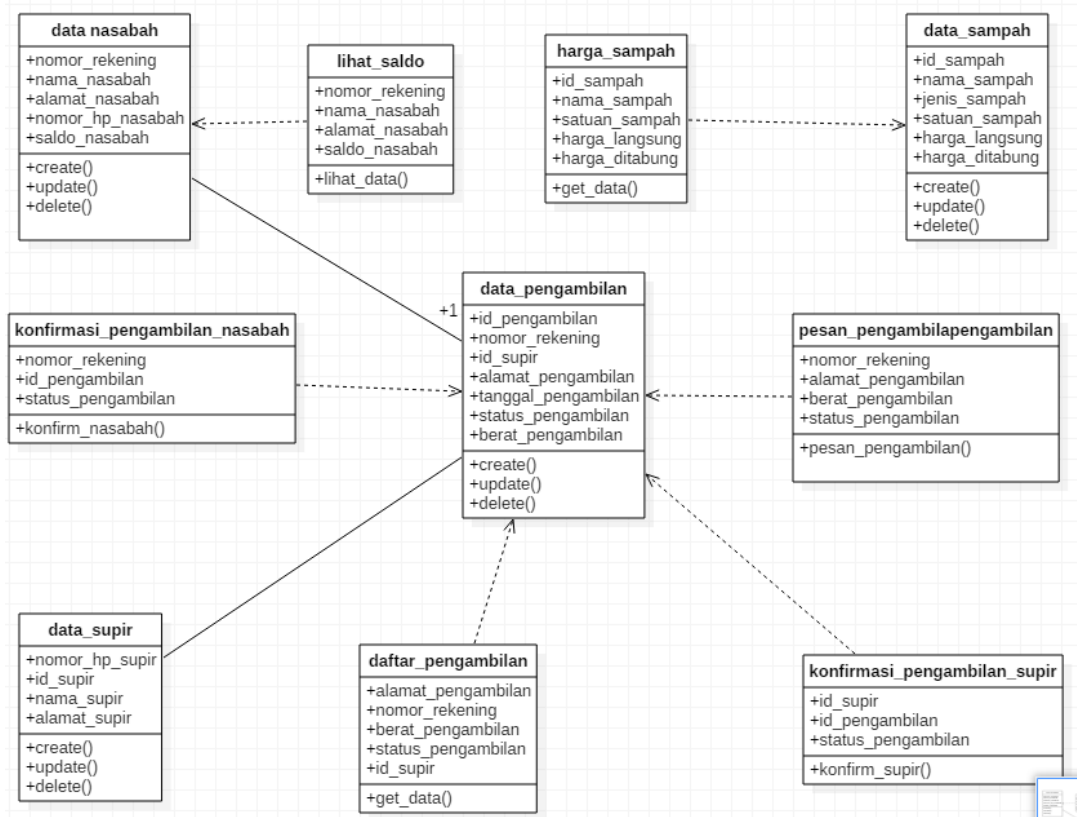 data nasabah
+nomor_rekening
+nama_nasabah
+alamat_nasabah
+nomor_hp_nasabah
+saldo_nasabah
+create()
+update()
+delete()
lihat_saldo
+nomor_rekening
+nama_nasabah
+alamat_nasabah
+saldo_nasabah
+lihat_data()
harga_sampah
+id_sampah
+nama_sampah
+satuan_sampah
+harga_langsung
+harga_ditabung
+get_data()
data_sampah
+id_sampah
+nama_sampah
+jenis_sampah
+satuan_sampah
+harga_langsung
+harga_ditabung
+create()
+update()
+delete()
+1
konfirmasi_pengambilan_nasabah
+nomor_rekening
+id_pengambilan
+status_pengambilan
+konfirm_nasabah()
data_pengambilan
+id_pengambilan
+nomor_rekening
+id_supir
+alamat_pengambilan
+tanggal_pengambilan
+status_pengambilan
+berat_pengambilan
+create()
+update()
+delete()
pesan_pengambilapengambilan
+nomor_rekening
+alamat_pengambilan
+berat_pengambilan
+status_pengambilan
+pesan_pengambilan()
data_supir
+nomor_hp_supir
+id_supir
+nama_supir
+alamat_supir
+create()
+update()
+delete()
daftar_pengambilan
+alamat_pengambilan
+nomor_rekening
+berat_pengambilan
+status_pengambilan
+id_supir
+get_data()
konfirmasi_pengambilan_supir
+id_supir
+id_pengambilan
+status_pengambilan
+konfirm_supir()